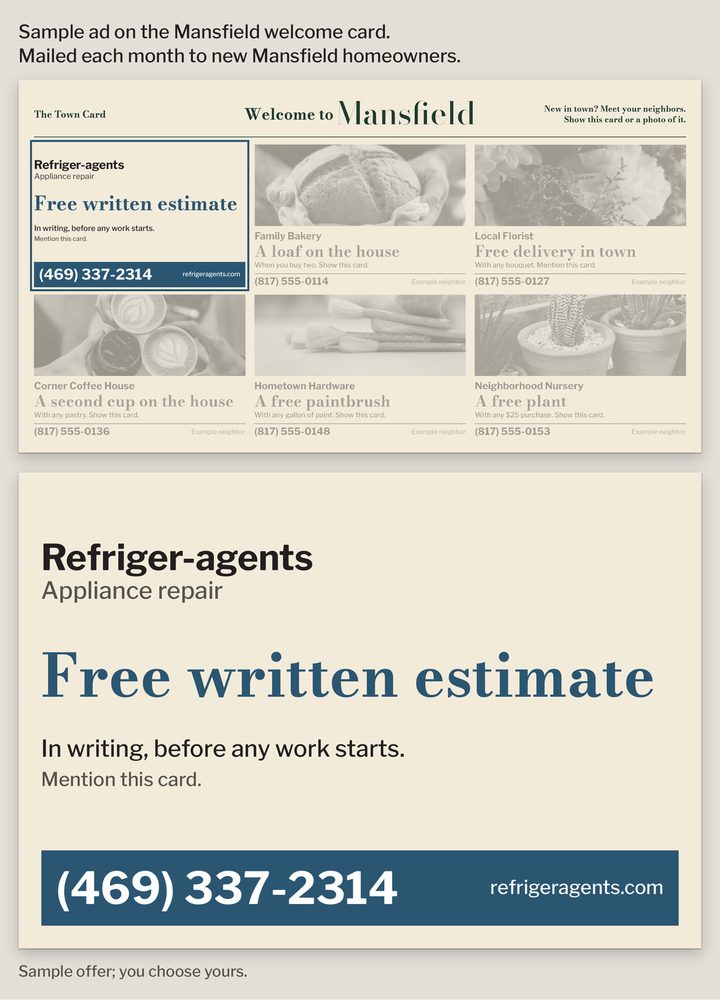 Sample ad on the Mansfield welcome card.
Mailed each month to new Mansfield homeowners.
The Town Card
Welcome to Mansfield
New in town? Meet your neighbors.
Show this card or a photo of it.
Refriger-agents
Appliance repair
Free written estimate
In writing, before any work starts.
Mention this card.
(469) 337-2314 refrigeragents.com
Family Bakery
A loaf on the house
When you buy two. Show this card.
(817) 555-0114 Example neighbor
Local Florist
Free delivery in town
With any bouquet. Mention this card.
(817) 555-0127 Example neighbor
Corner Coffee House
A second cup on the house
With any pastry. Show this card.
(817) 555-0136 Example neighbor
Hometown Hardware
A free paintbrush
With any gallon of paint. Show this card.
(817) 555-0148 Example neighbor
Neighborhood Nursery
A free plant
With any $25 purchase. Show this card.
(817) 555-0153 Example neighbor
Refriger-agents
Appliance repair
Free written estimate
In writing, before any work starts.
Mention this card.
(469) 337-2314 refrigeragents.com
Sample offer; you choose yours.